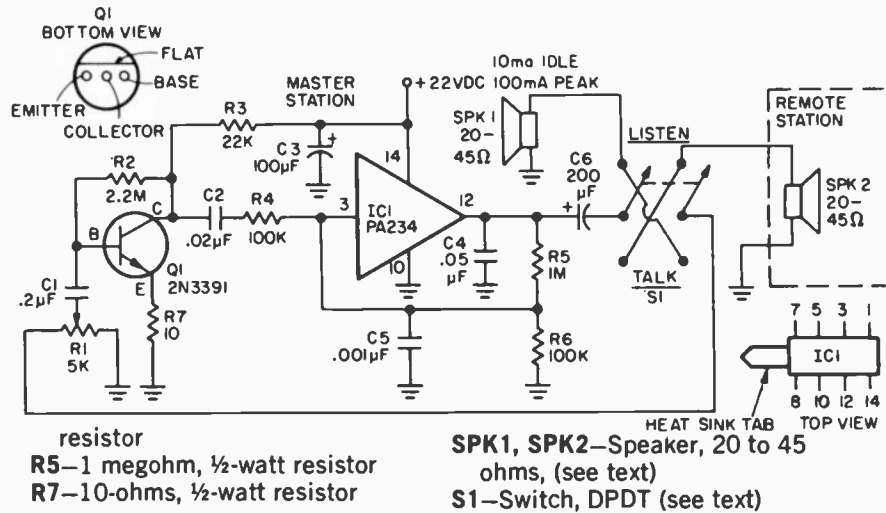 Q1
BOTTOM VIEW
FLAT
BASE
EMITTER
COLLECTOR
MASTER
STATION
10ma IDLE
+22VDC 100mA PEAK
R3
22K
C3
100µF
+
R2
2.2M
C2
.02µF
R4
100K
C
B
E
Q1
2N3391
C1
.2µF
R1
5K
R7
10
14
3
IC1
PA234
12
10
C4
.05
µF
R5
1M
C5
.001µF
R6
100K
SPK 1
20-
45Ω
C6
200
µF
+
LISTEN
TALK
S1
REMOTE
STATION
SPK 2
20-
45Ω
7 5 3 1
IC1
8 10 12 14
HEAT SINK TAB
TOP VIEW
resistor
R5—1 megohm, ½-watt resistor
R7—10-ohms, ½-watt resistor
SPK1, SPK2—Speaker, 20 to 45
ohms, (see text)
S1—Switch, DPDT (see text)